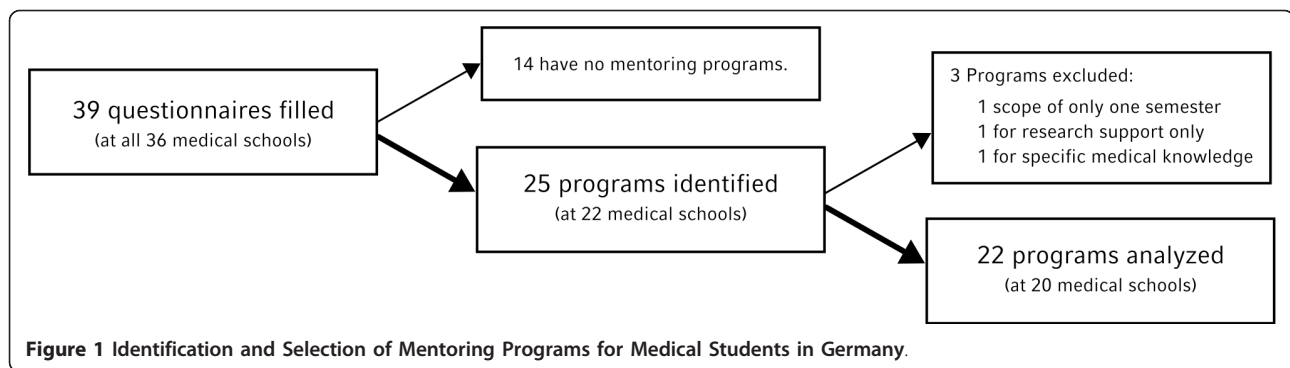 39 questionnaires filled
(at all 36 medical schools)
14 have no mentoring programs.
25 programs identified
(at 22 medical schools)
3 Programs excluded:
1 scope of only one semester
1 for research support only
1 for specific medical knowledge
22 programs analyzed
(at 20 medical schools)
Figure 1 Identification and Selection of Mentoring Programs for Medical Students in Germany.